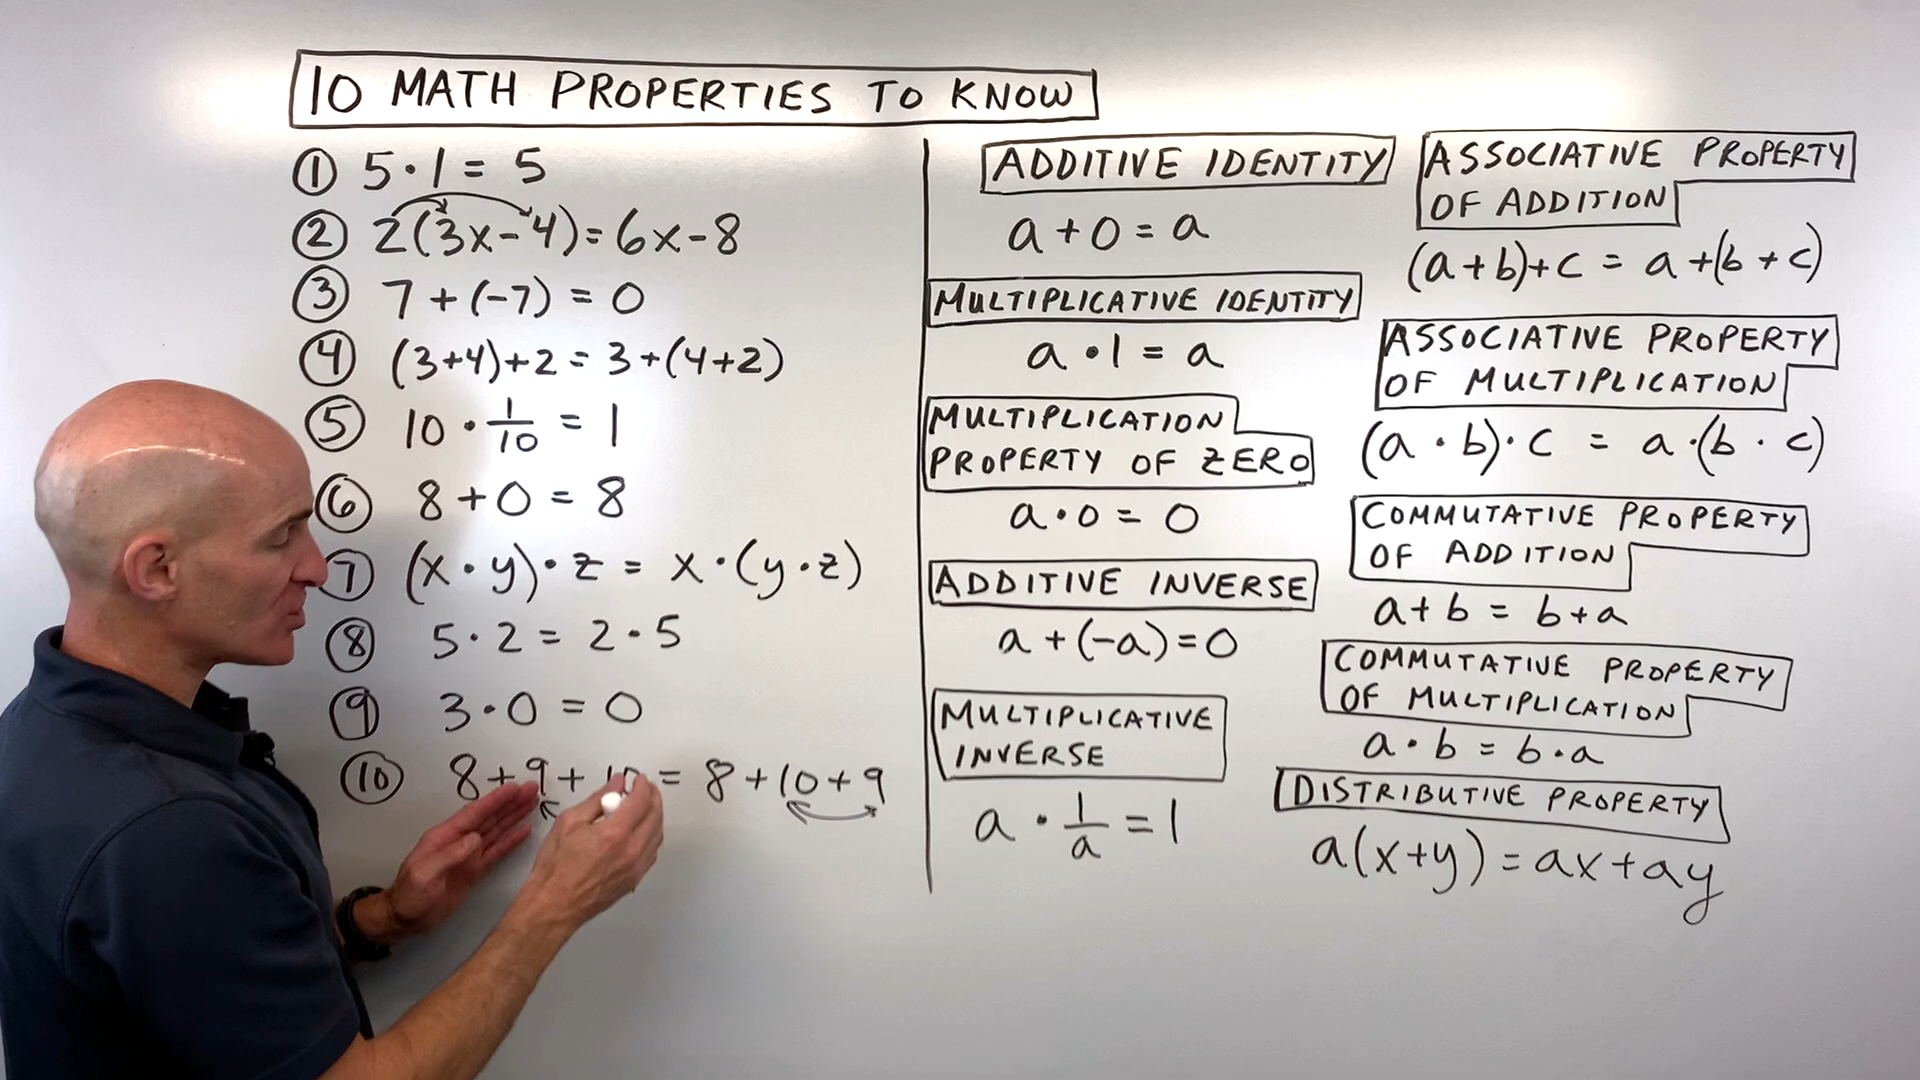 10 MATH PROPERTIES TO KNOW
① 5·1 = 5
② 2(3x-4)=6x-8
③ 7+(-7) = 0
④ (3+4)+2=3+(4+2)
⑤ 10 · 1/10 = 1
⑥ 8+0=8
⑦ (x·y)·z = x·(y·z)
⑧ 5·2=2·5
⑨ 3·0=0
⑩ 8+9+10=8+10+9
ADDITIVE IDENTITY
a+0=a
MULTIPLICATIVE IDENTITY
a·1=a
MULTIPLICATION
PROPERTY OF ZERO
a·0=0
ADDITIVE INVERSE
a+(-a)=0
MULTIPLICATIVE
INVERSE
a · 1/a = 1
ASSOCIATIVE PROPERTY
OF ADDITION
(a+b)+c = a+(b+c)
ASSOCIATIVE PROPERTY
OF MULTIPLICATION
(a·b)·c = a·(b·c)
COMMUTATIVE PROPERTY
OF ADDITION
a+b=b+a
COMMUTATIVE PROPERTY
OF MULTIPLICATION
a·b=b·a
DISTRIBUTIVE PROPERTY
a(x+y)=ax+ay